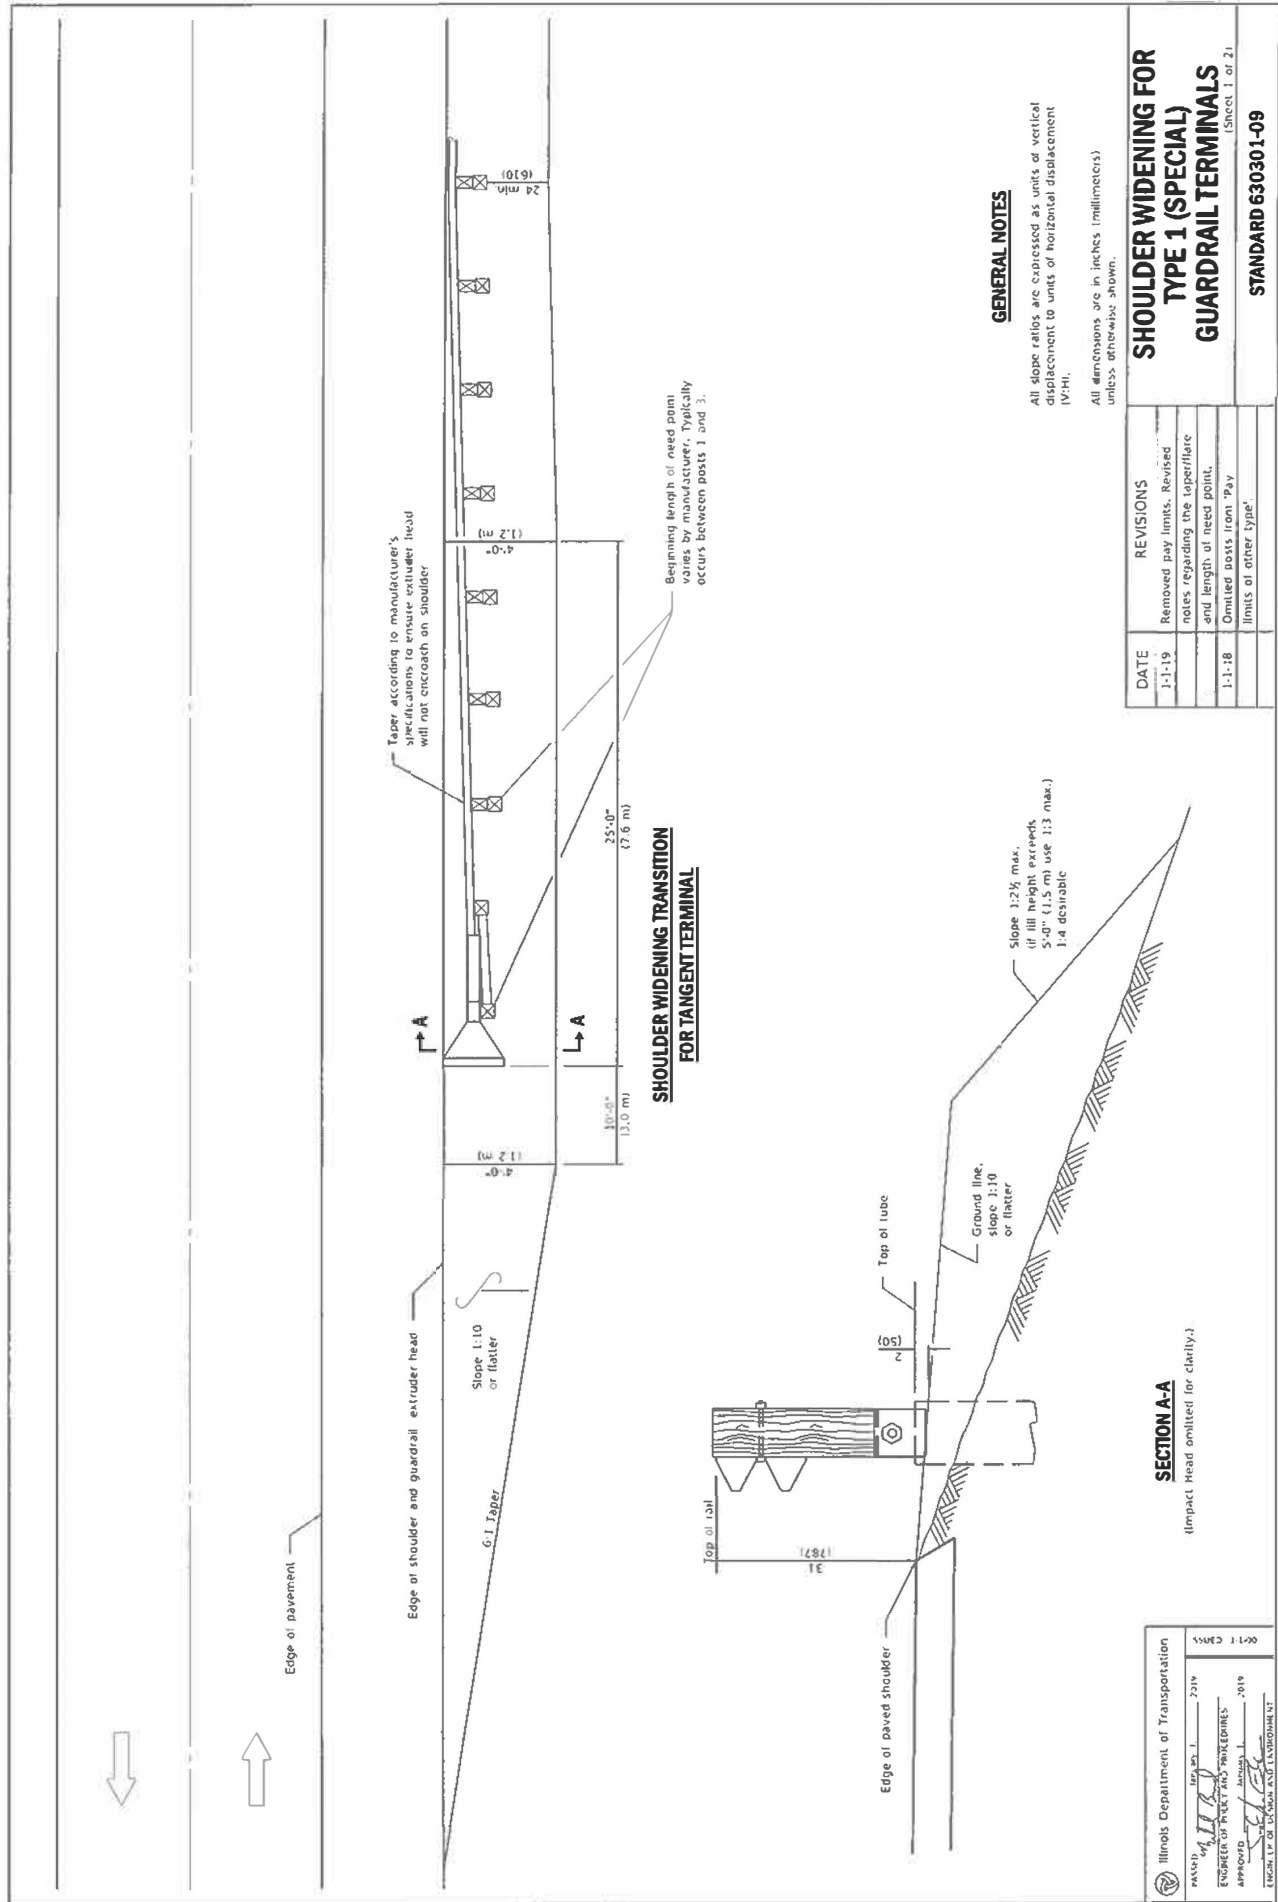 Edge of pavement
Edge of shoulder and guardrail extruder head
Slope 1:10
or flatter
6:1 Taper
4'-0"
(1.2 m)
10'-0"
(3.0 m)
A
A
25'-0"
(7.6 m)
4'-0"
(1.2 m)
24 min.
(610)
Taper according to manufacturer's
specifications to ensure extruder head
will not encroach on shoulder
Beginning length of need point
varies by manufacturer. Typically
occurs between posts 1 and 3.
SHOULDER WIDENING TRANSITION
FOR TANGENT TERMINAL
Edge of paved shoulder
Top of rail
31
(787)
2
(50)
Top of tube
Ground line,
slope 1:10
or flatter
Slope 1:2½ max.
(if fill height exceeds
5'-0" (1.5 m) use 1:3 max.)
1:4 desirable
SECTION A-A
(Impact Head omitted for clarity.)
GENERAL NOTES
All slope ratios are expressed as units of vertical
displacement to units of horizontal displacement
(V:H).
All dimensions are in inches (millimeters)
unless otherwise shown.
Illinois Department of Transportation
PASSED January 1, 2019
ENGINEER OF POLICY AND PROCEDURES
APPROVED January 1, 2019
ENGINEER OF DESIGN AND ENVIRONMENT
ISSUED 1-1-00
DATE REVISIONS
1-1-19 Removed pay limits. Revised
notes regarding the taper/flare
and length of need point.
1-1-18 Omitted posts from 'Pay
limits of other type'.
SHOULDER WIDENING FOR
TYPE 1 (SPECIAL)
GUARDRAIL TERMINALS
(Sheet 1 of 2)
STANDARD 630301-09